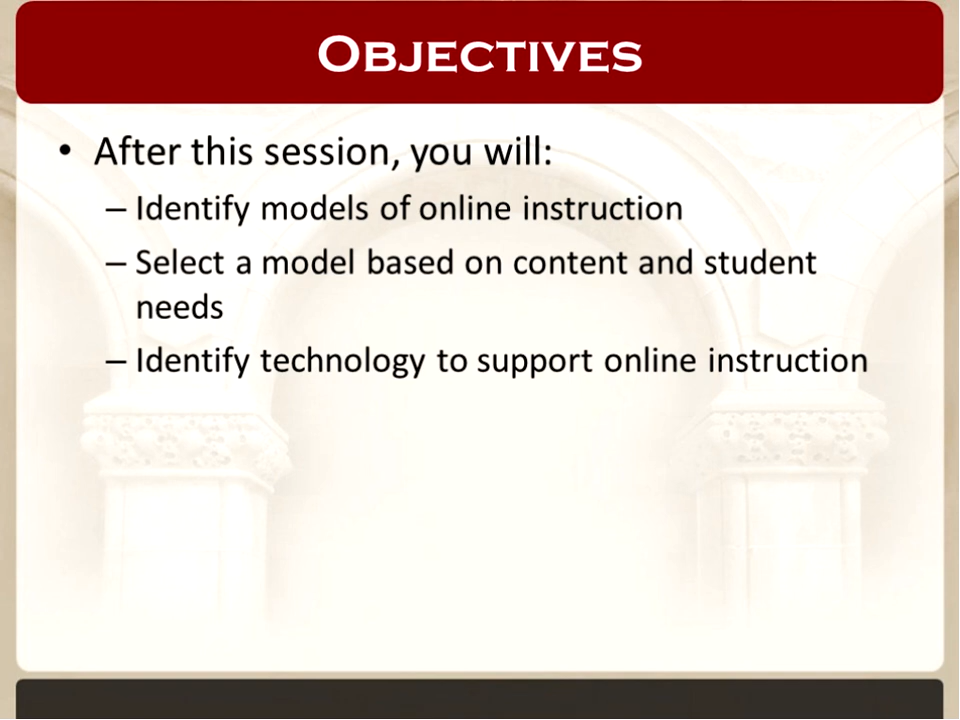 Objectives
• After this session, you will:
– Identify models of online instruction
– Select a model based on content and student
needs
– Identify technology to support online instruction